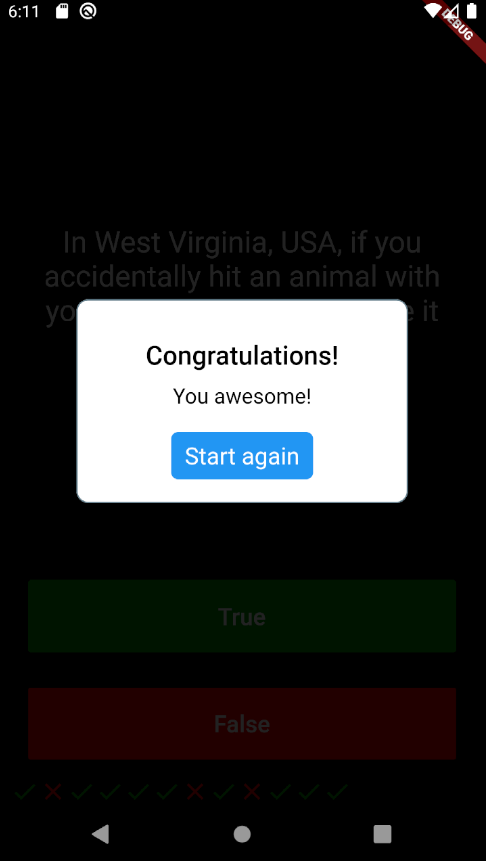 6:11
DEBUG
In West Virginia, USA, if you
accidentally hit an animal with
yo
e it
Congratulations!
You awesome!
Start again
True
False